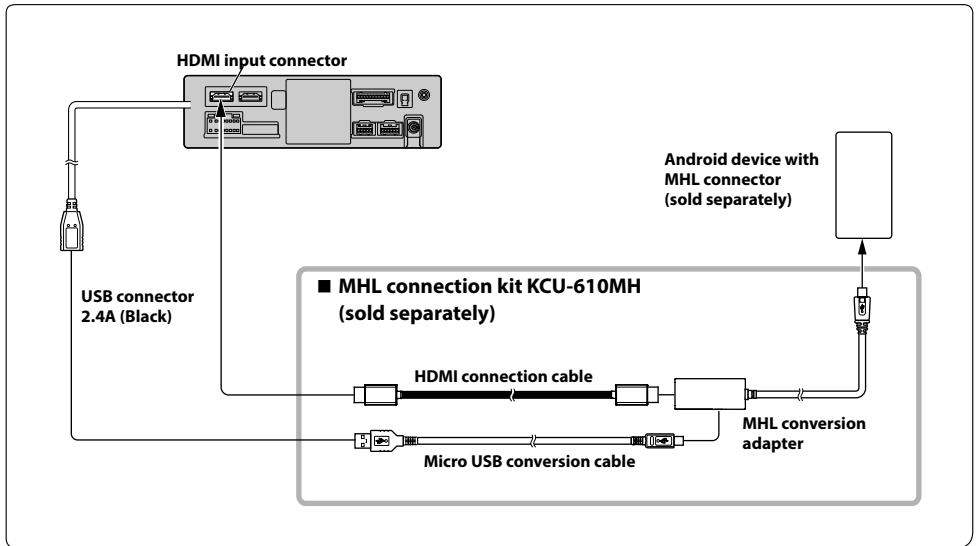 HDMI input connector
Android device with
MHL connector
(sold separately)
USB connector
2.4A (Black)
■ MHL connection kit KCU-610MH
(sold separately)
HDMI connection cable
MHL conversion
adapter
Micro USB conversion cable